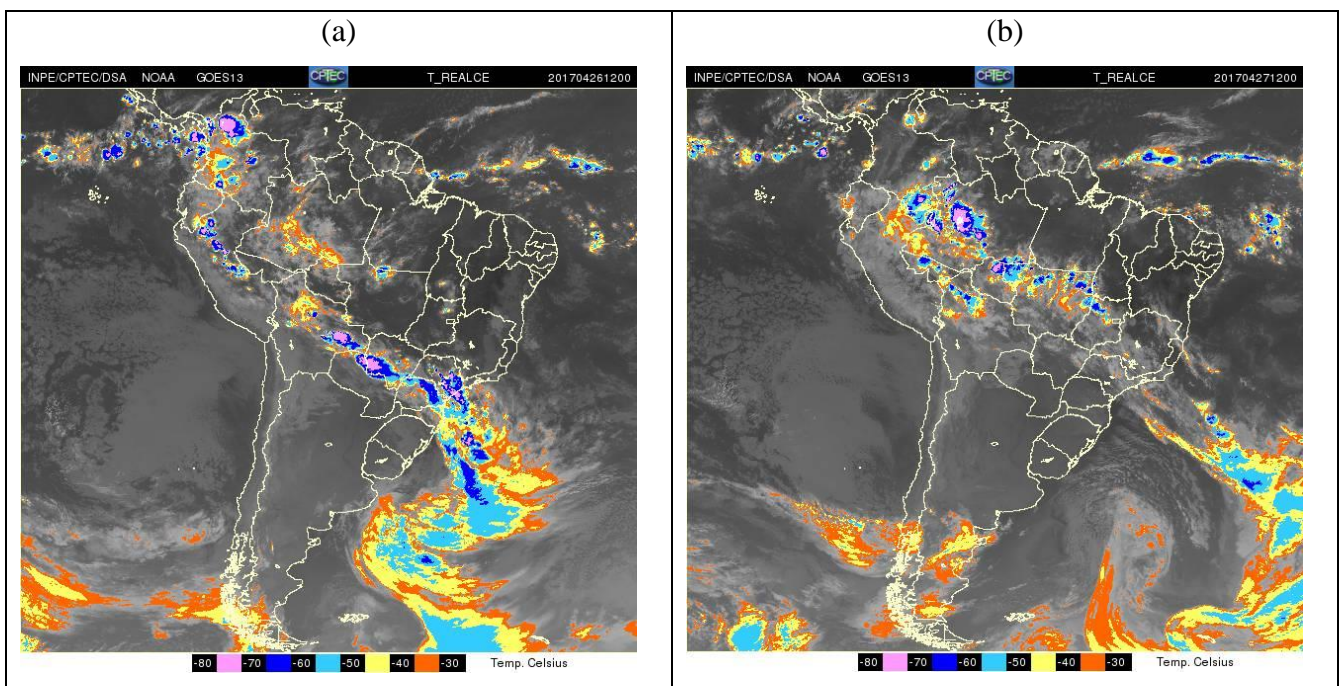 (a)
INPE/CPTEC/DSA NOAA GOES13 CPTEC T_REALCE 201704261200
-80 -70 -60 -50 -40 -30 Temp. Celsius
(b)
INPE/CPTEC/DSA NOAA GOES13 CPTEC T_REALCE 201704271200
-80 -70 -60 -50 -40 -30 Temp. Celsius